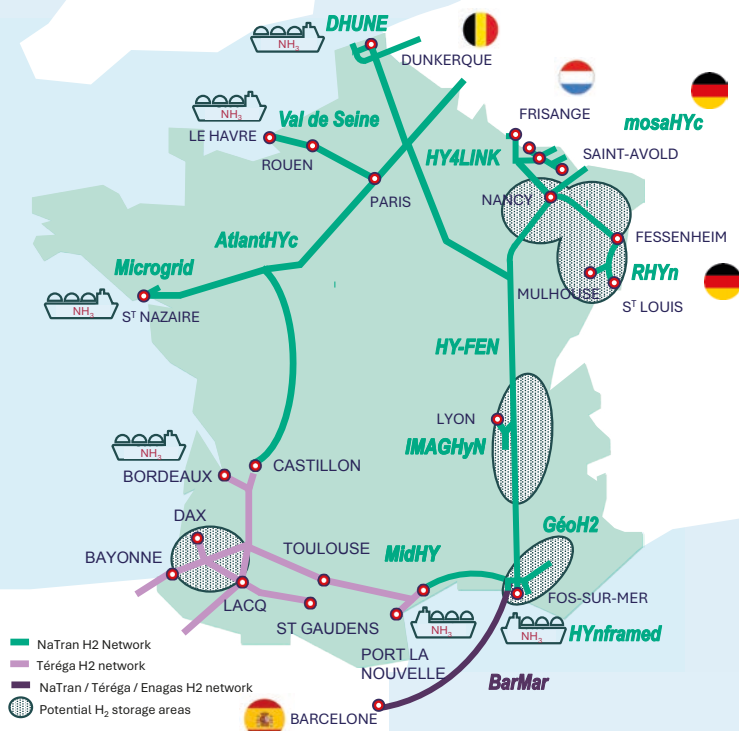 DHUNE
NH3
DUNKERQUE
FRISANGE
mosaHYc
NH3
Val de Seine
LE HAVRE
ROUEN
HY4LINK
SAINT-AVOLD
PARIS
NANCY
AtlantHYc
FESSENHEIM
Microgrid
RHYn
MULHOUSE
NH3
Sᵀ NAZAIRE
Sᵀ LOUIS
HY-FEN
LYON
IMAGHyN
NH3
CASTILLON
BORDEAUX
DAX
GéoH2
BAYONNE
TOULOUSE
MidHY
LACQ
FOS-SUR-MER
ST GAUDENS
NH3
NH3
HYnframed
PORT LA
NOUVELLE
BarMar
BARCELONE
NaTran H2 Network
Téréga H2 network
NaTran / Téréga / Enagas H2 network
Potential H2 storage areas